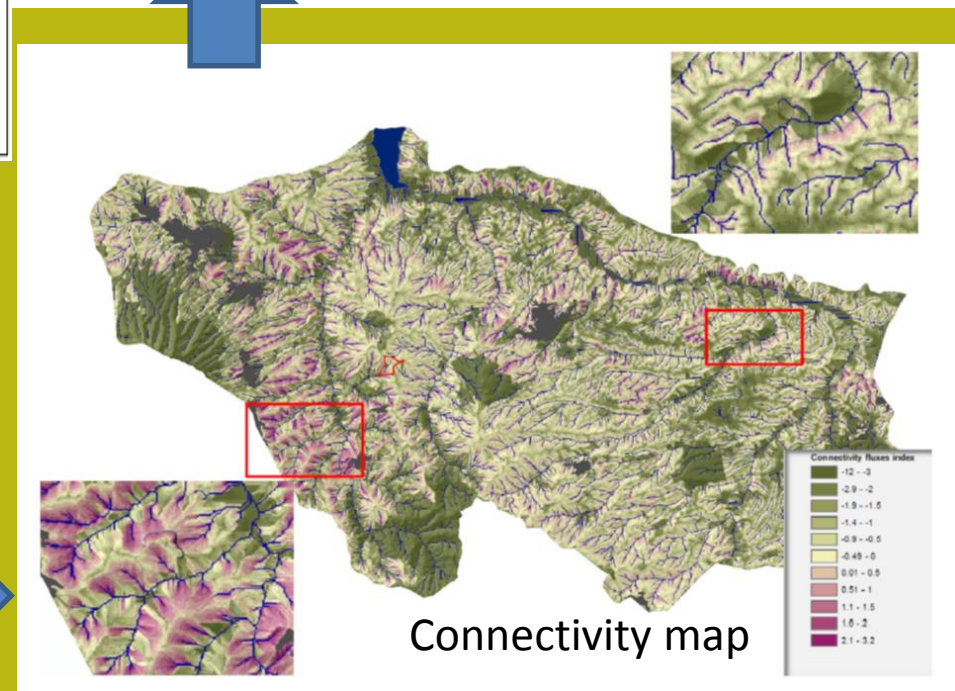 Connectivity fluxes index
-12 - -3
-2.9 - -2
-1.9 - -1.5
-1.4 - -1
-0.9 - -0.5
-0.49 - 0
0.01 - 0.5
0.51 - 1
1.1 - 1.5
1.6 - 2
2.1 - 3.2
Connectivity map